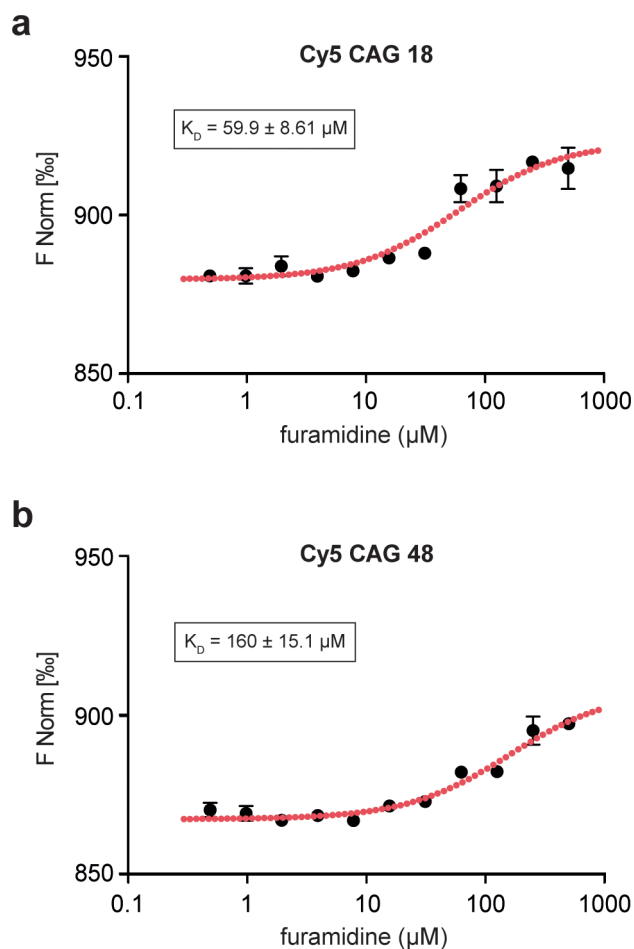 a
Cy5 CAG 18
950
K_D = 59.9 ± 8.61 µM
F Norm [‰]
900
850
0.1 1 10 100 1000
furamidine (µM)
b
Cy5 CAG 48
950
K_D = 160 ± 15.1 µM
F Norm [‰]
900
850
0.1 1 10 100 1000
furamidine (µM)